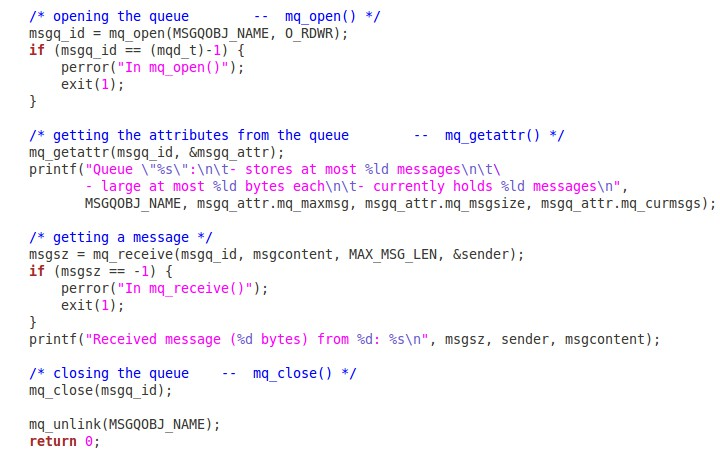 /* opening the queue        --  mq_open() */
msgq_id = mq_open(MSGQOBJ_NAME, O_RDWR);
if (msgq_id == (mqd_t)-1) {
    perror("In mq_open()");
    exit(1);
}

/* getting the attributes from the queue        --  mq_getattr() */
mq_getattr(msgq_id, &msgq_attr);
printf("Queue \"%s\":\n\t- stores at most %ld messages\n\t\
       - large at most %ld bytes each\n\t- currently holds %ld messages\n",
       MSGQOBJ_NAME, msgq_attr.mq_maxmsg, msgq_attr.mq_msgsize, msgq_attr.mq_curmsgs);

/* getting a message */
msgsz = mq_receive(msgq_id, msgcontent, MAX_MSG_LEN, &sender);
if (msgsz == -1) {
    perror("In mq_receive()");
    exit(1);
}
printf("Received message (%d bytes) from %d: %s\n", msgsz, sender, msgcontent);

/* closing the queue    --  mq_close() */
mq_close(msgq_id);

mq_unlink(MSGQOBJ_NAME);
return 0;